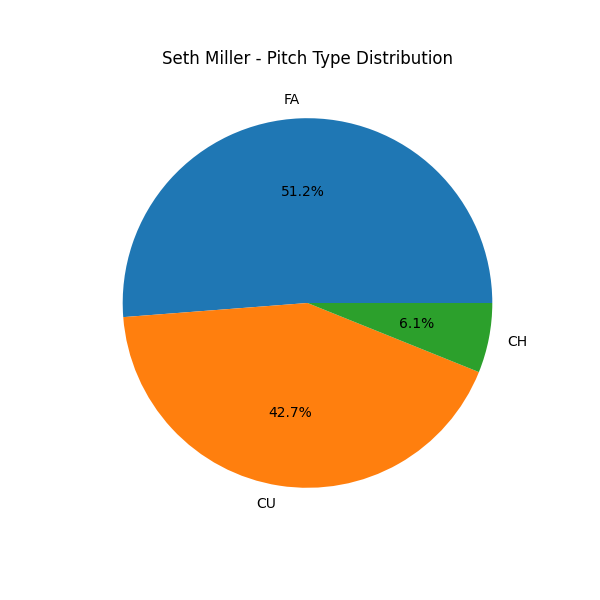 Seth Miller - Pitch Type Distribution
FA
51.2%
6.1%
CH
42.7%
CU